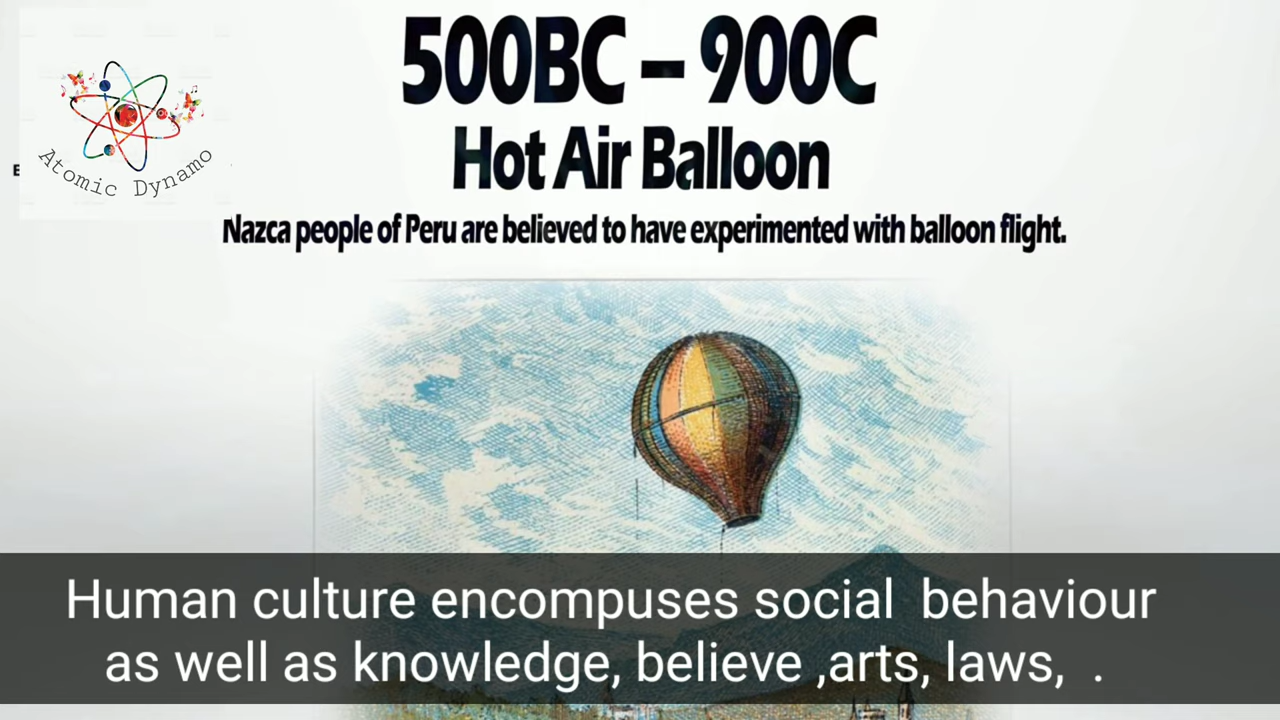 500BC – 900C
Hot Air Balloon
Nazca people of Peru are believed to have experimented with balloon flight.
E
Atomic Dynamo
Human culture encompuses social behaviour
as well as knowledge, believe ,arts, laws, .